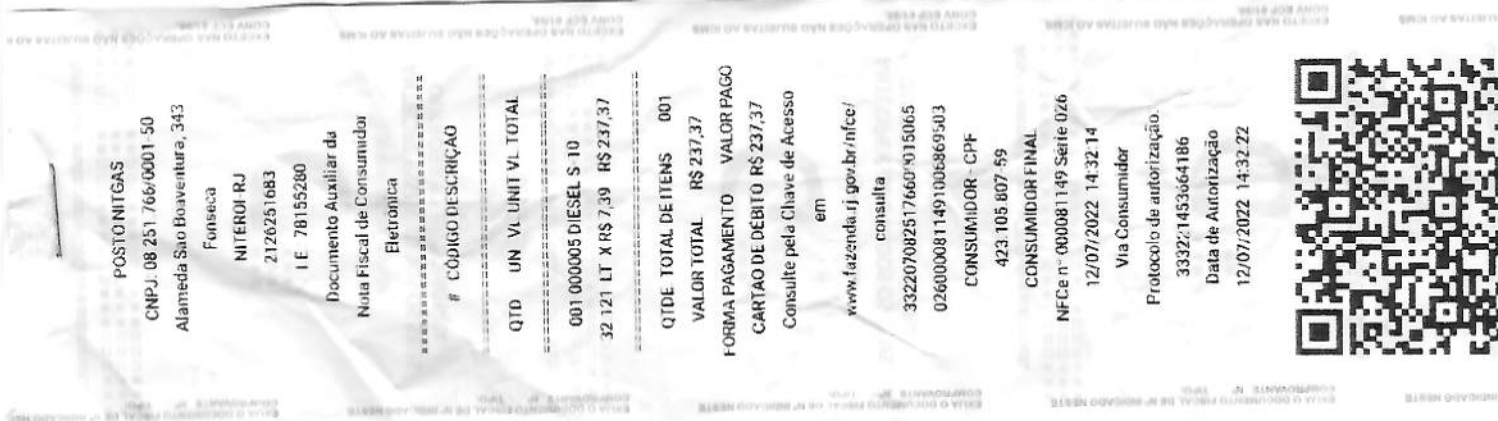 POSTO NITGAS
CNPJ. 08 251 766/0001-50
Alameda Sao Boaventura, 343
Fonseca
NITEROI-RJ
2126251683
I E: 78155280
Documento Auxiliar da
Nota Fiscal de Consumidor
Eletronica
# CÓDIGO DESCRIÇÃO
QTD UN VL UNIT VL TOTAL
001 000005 DIESEL S-10
32 121 LT X R$ 7,39 R$ 237,37
QTDE TOTAL DE ITENS 001
VALOR TOTAL R$ 237,37
FORMA PAGAMENTO VALOR PAGO
CARTAO DE DEBITO R$ 237,37
Consulte pela Chave de Acesso
em
www.fazenda.rj.gov.br/nfce/
consulta
0260000811491006869503
CONSUMIDOR - CPF
423.105 807-59
CONSUMIDOR FINAL
NFCe nº 000081149 Série 026
12/07/2022 14:32:14
Via Consumidor
Protocolo de autorização.
Data de Autorização
12/07/2022 14:32:22